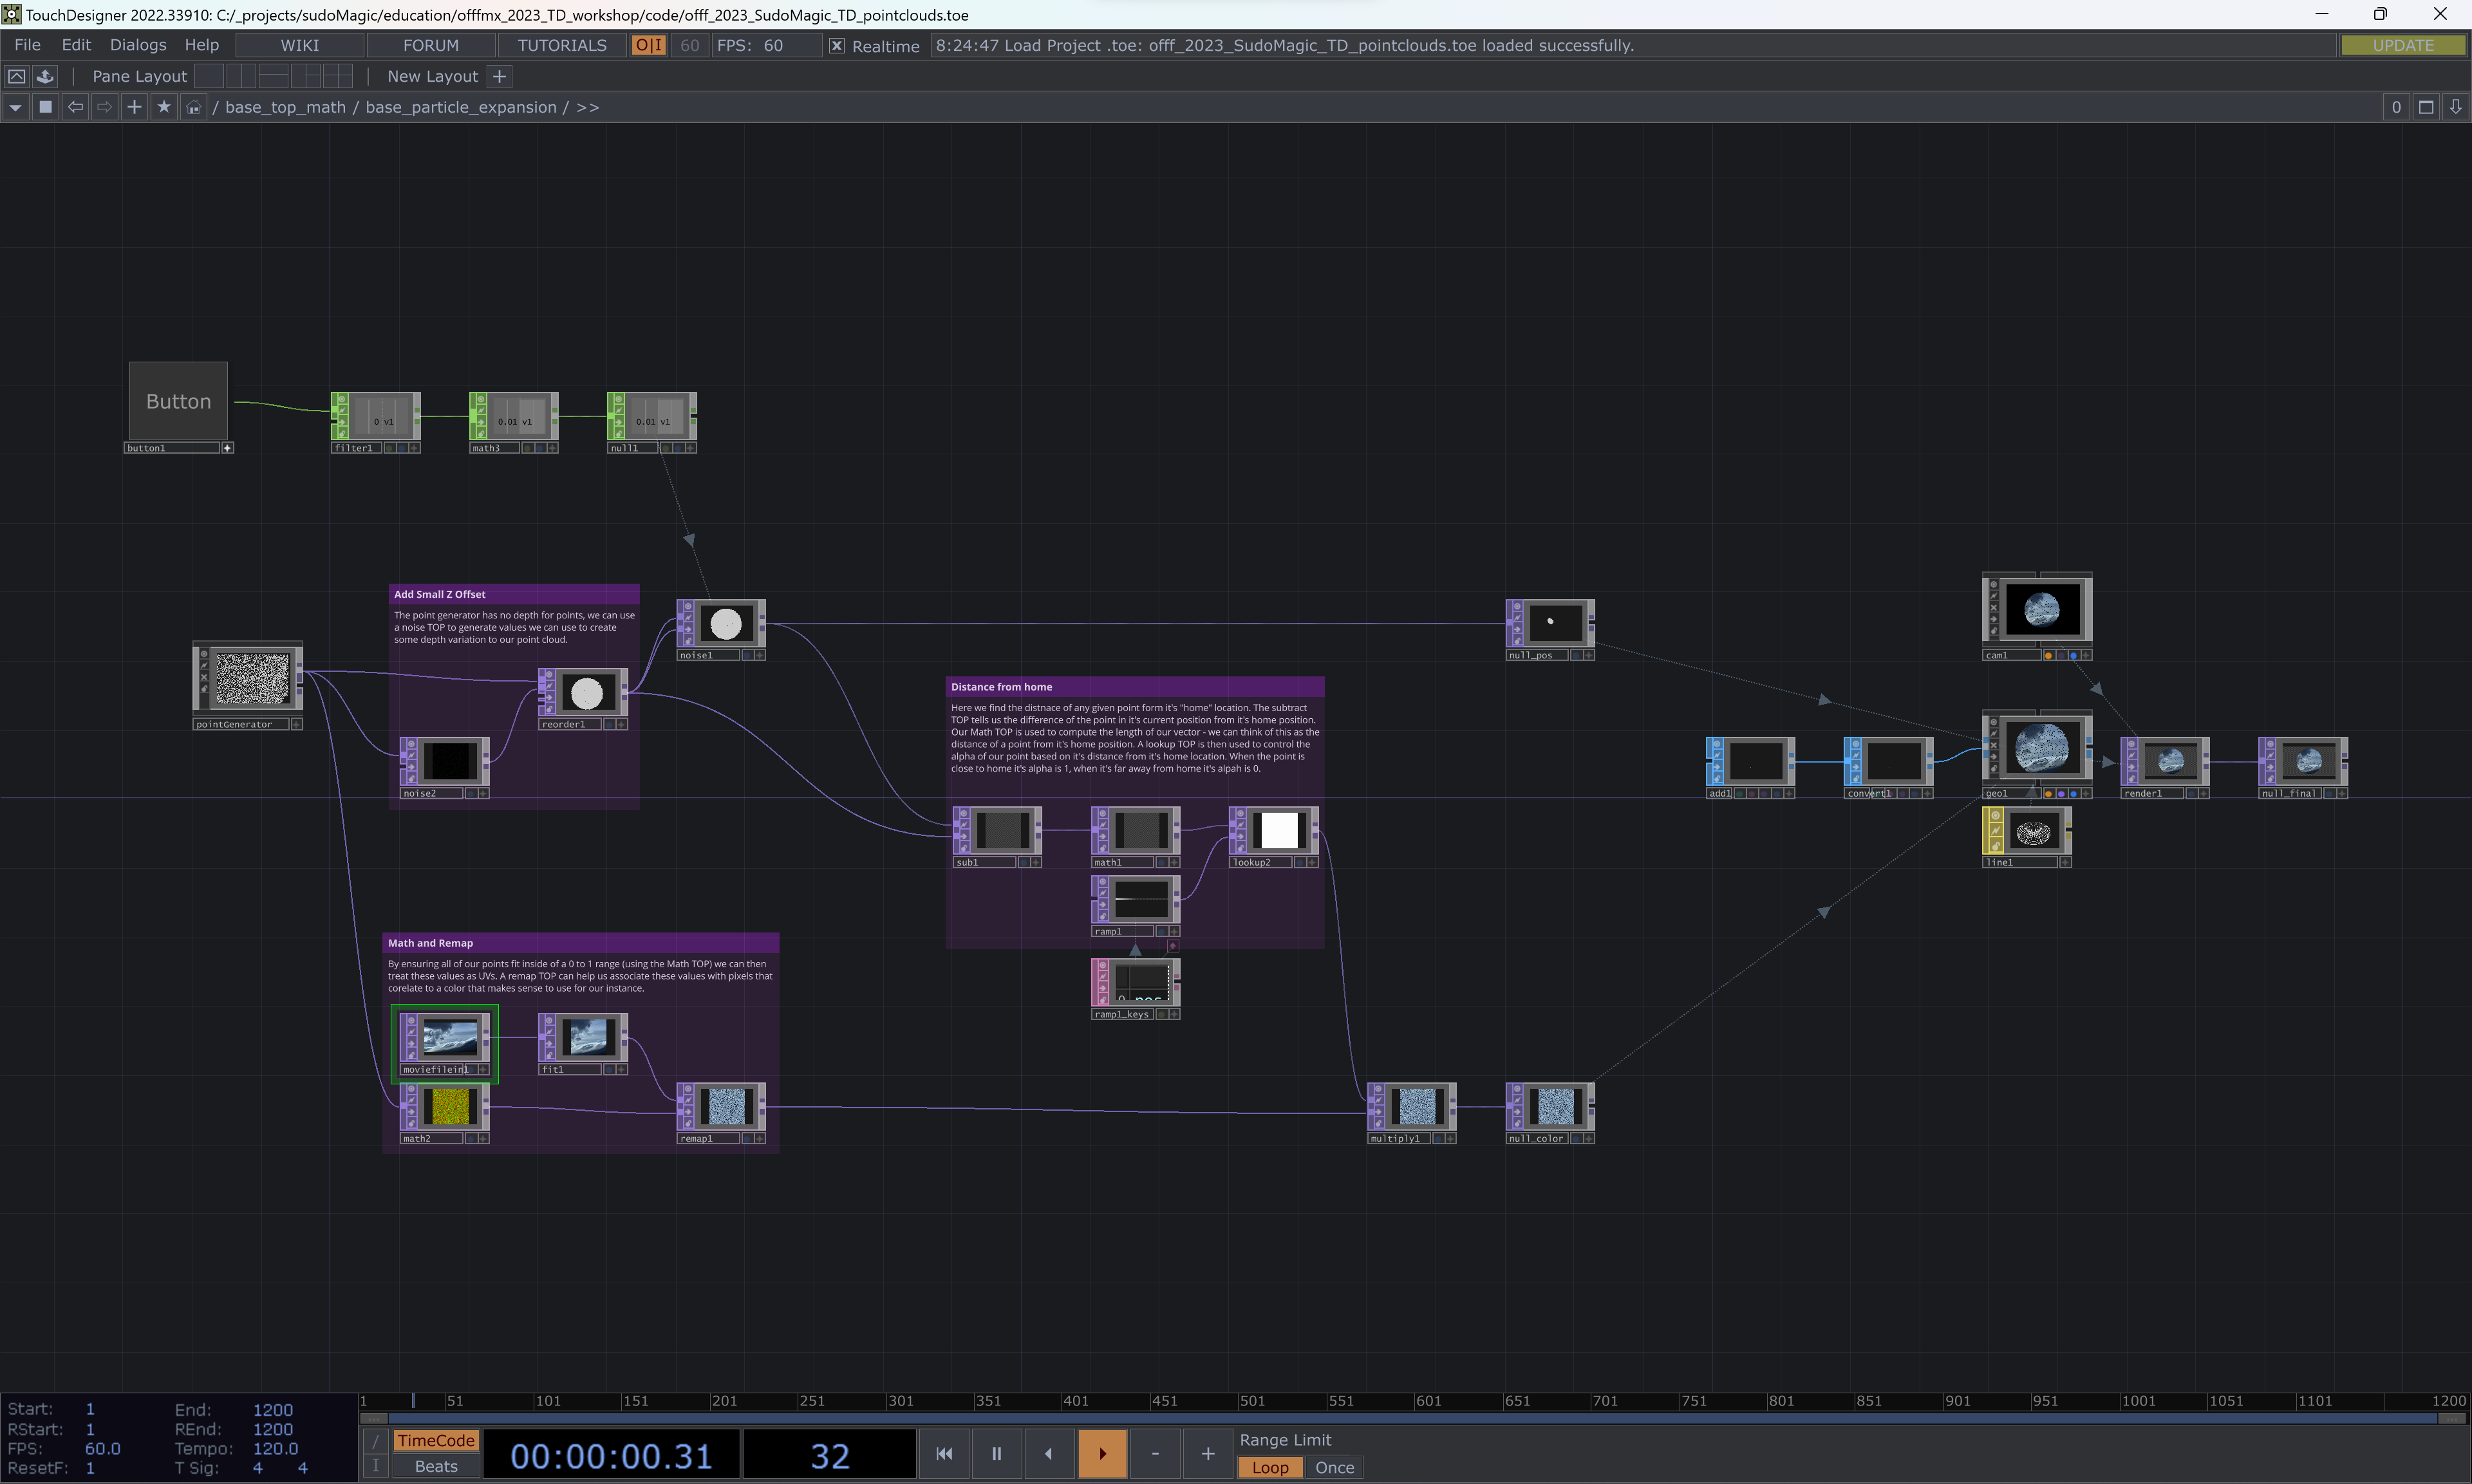 TouchDesigner 2022.33910: C:/_projects/sudoMagic/education/offfmx_2023_TD_workshop/code/offf_2023_SudoMagic_TD_pointclouds.toe
File Edit Dialogs Help WIKI FORUM TUTORIALS O|I 60 FPS: 60 X Realtime 8:24:47 Load Project .toe: offf_2023_SudoMagic_TD_pointclouds.toe loaded successfully. UPDATE
Pane Layout New Layout +
/ base_top_math / base_particle_expansion / >> 0
Button
button1
0 v1
filter1
0.01 v1
math3
0.01 v1
null1
Add Small Z Offset
The point generator has no depth for points, we can use
a noise TOP to generate values we can use to create
some depth variation to our point cloud.
pointGenerator
noise2
reorder1
noise1
null_pos
Distance from home
Here we find the distnace of any given point form it's "home" location. The subtract
TOP tells us the difference of the point in it's current position from it's home position.
Our Math TOP is used to compute the length of our vector - we can think of this as the
distance of a point from it's home position. A lookup TOP is then used to control the
alpha of our point based on it's distance from it's home location. When the point is
close to home it's alpha is 1, when it's far away from home it's alpah is 0.
sub1
math1
lookup2
ramp1
ramp1_keys
cam1
add1
convert1
geo1
render1
null_final
line1
Math and Remap
By ensuring all of our points fit inside of a 0 to 1 range (using the Math TOP) we can then
treat these values as UVs. A remap TOP can help us associate these values with pixels that
corelate to a color that makes sense to use for our instance.
moviefilein1
fit1
math2
remap1
multiply1
null_color
1 51 101 151 201 251 301 351 401 451 501 551 601 651 701 751 801 851 901 951 1001 1051 1101 1200
Start: 1 End: 1200
RStart: 1 REnd: 1200
FPS: 60.0 Tempo: 120.0
ResetF: 1 T Sig: 4 4
/
I
TimeCode
Beats
00:00:00.31
32
- +
Range Limit
Loop Once